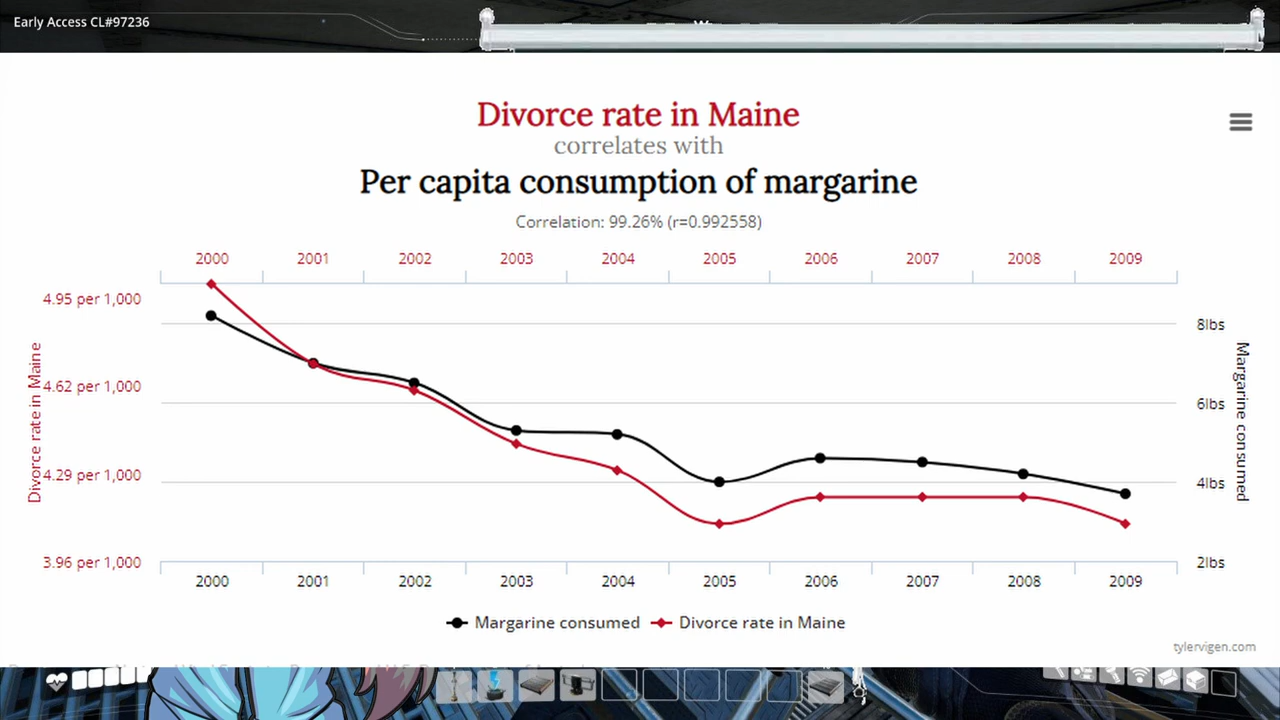 Early Access CL#97236
Divorce rate in Maine
correlates with
Per capita consumption of margarine
Correlation: 99.26% (r=0.992558)
2000 2001 2002 2003 2004 2005 2006 2007 2008 2009
4.95 per 1,000
4.62 per 1,000
4.29 per 1,000
3.96 per 1,000
Divorce rate in Maine
8lbs
6lbs
4lbs
2lbs
Margarine consumed
2000 2001 2002 2003 2004 2005 2006 2007 2008 2009
Margarine consumed Divorce rate in Maine
tylervigen.com